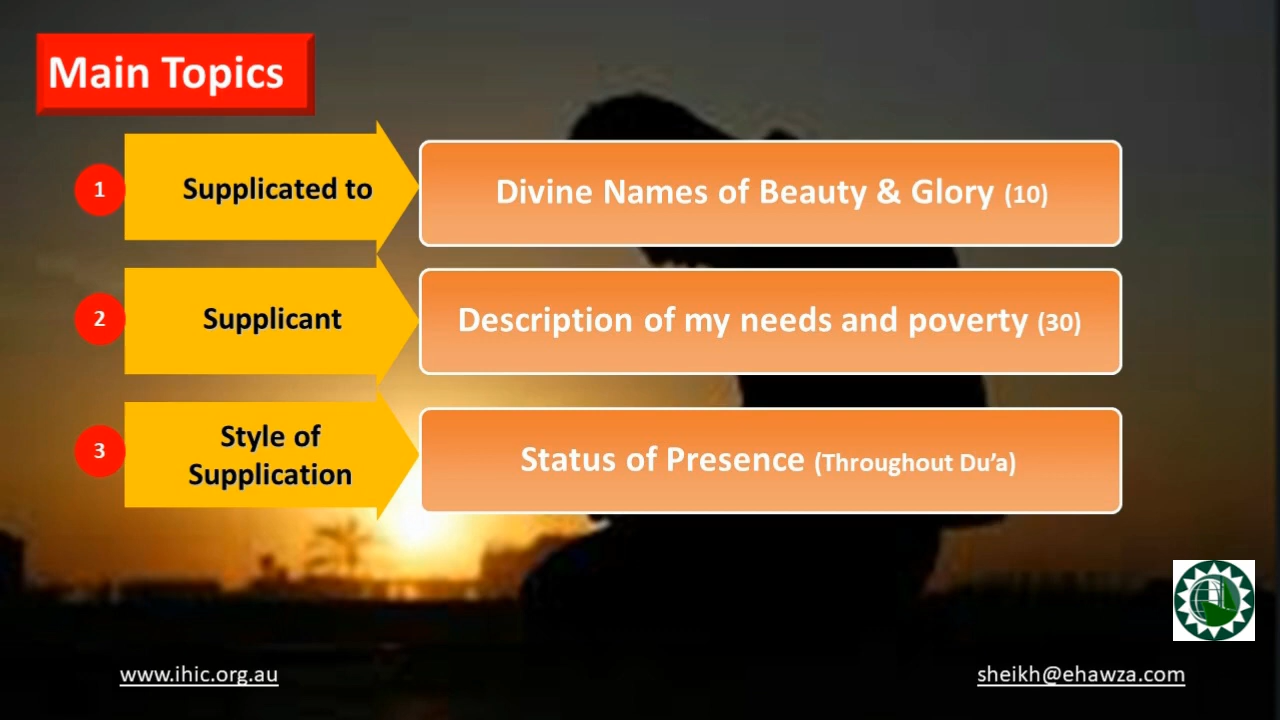 Main Topics
1
Supplicated to
Divine Names of Beauty & Glory (10)
2
Supplicant
Description of my needs and poverty (30)
3
Style of
Supplication
Status of Presence (Throughout Du’a)
www.ihic.org.au
sheikh@ehawza.com